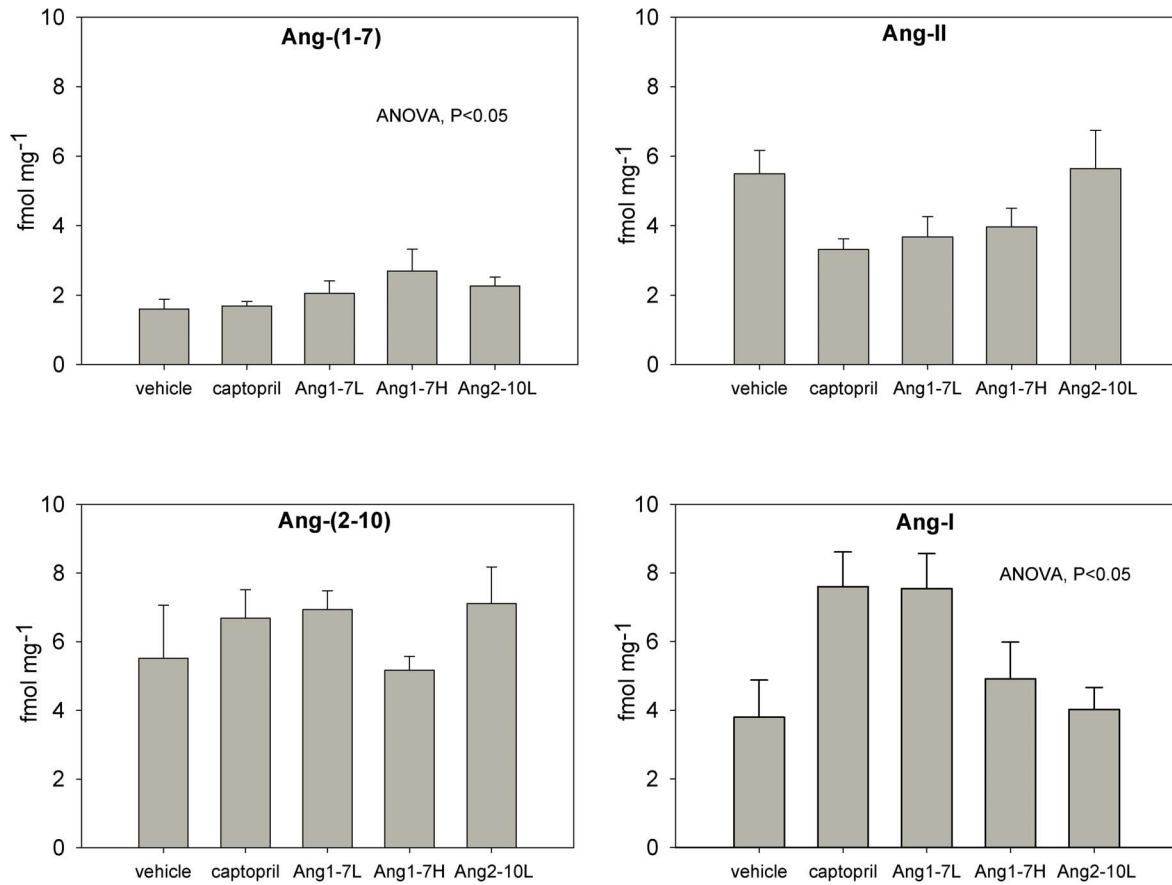 Ang-(1-7)
ANOVA, P<0.05
fmol mg⁻¹
10
8
6
4
2
0
vehicle captopril Ang1-7L Ang1-7H Ang2-10L
Ang-II
fmol mg⁻¹
10
8
6
4
2
0
vehicle captopril Ang1-7L Ang1-7H Ang2-10L
Ang-(2-10)
fmol mg⁻¹
10
8
6
4
2
0
vehicle captopril Ang1-7L Ang1-7H Ang2-10L
Ang-I
ANOVA, P<0.05
fmol mg⁻¹
10
8
6
4
2
0
vehicle captopril Ang1-7L Ang1-7H Ang2-10L